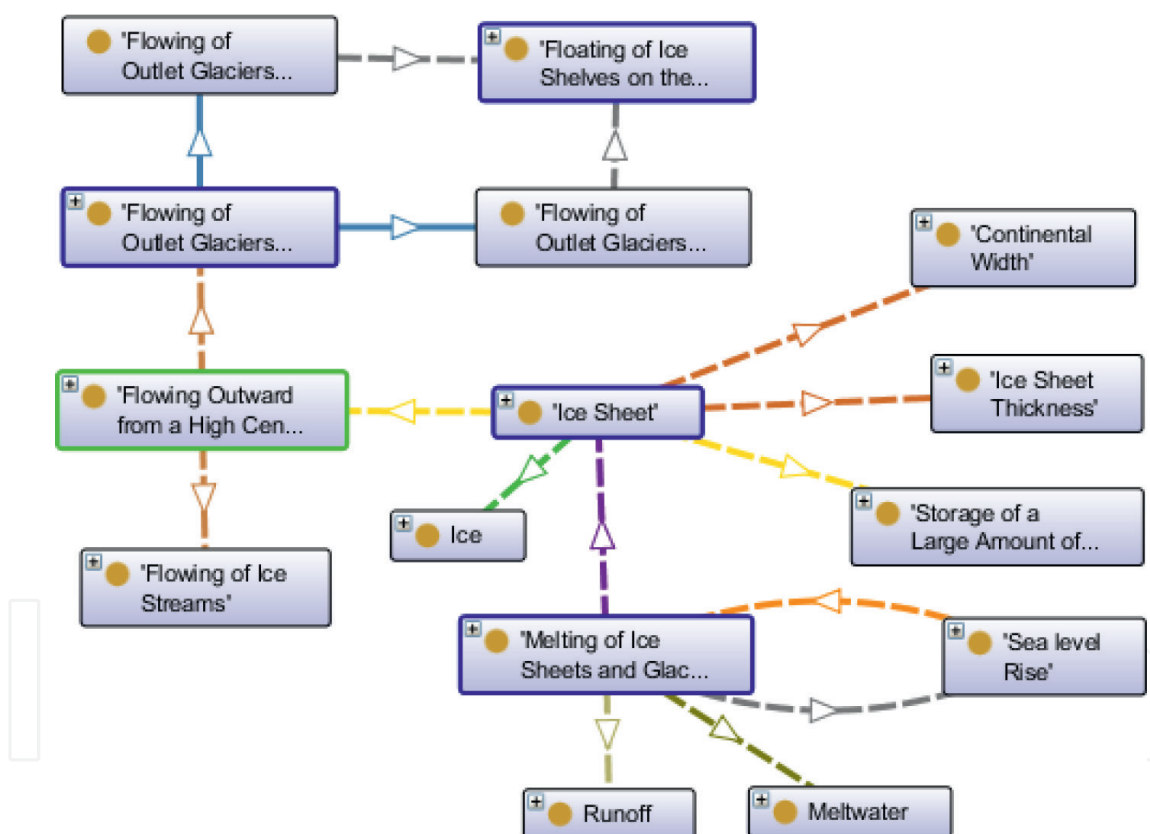 'Flowing of
Outlet Glaciers...
'Floating of Ice
Shelves on the...
'Flowing of
Outlet Glaciers...
'Flowing of
Outlet Glaciers...
'Continental
Width'
'Flowing Outward
from a High Cen...
'Ice Sheet'
'Ice Sheet
Thickness'
'Storage of a
Large Amount of...
Ice
'Flowing of Ice
Streams'
'Melting of Ice
Sheets and Glac...
'Sea level
Rise'
Runoff
Meltwater